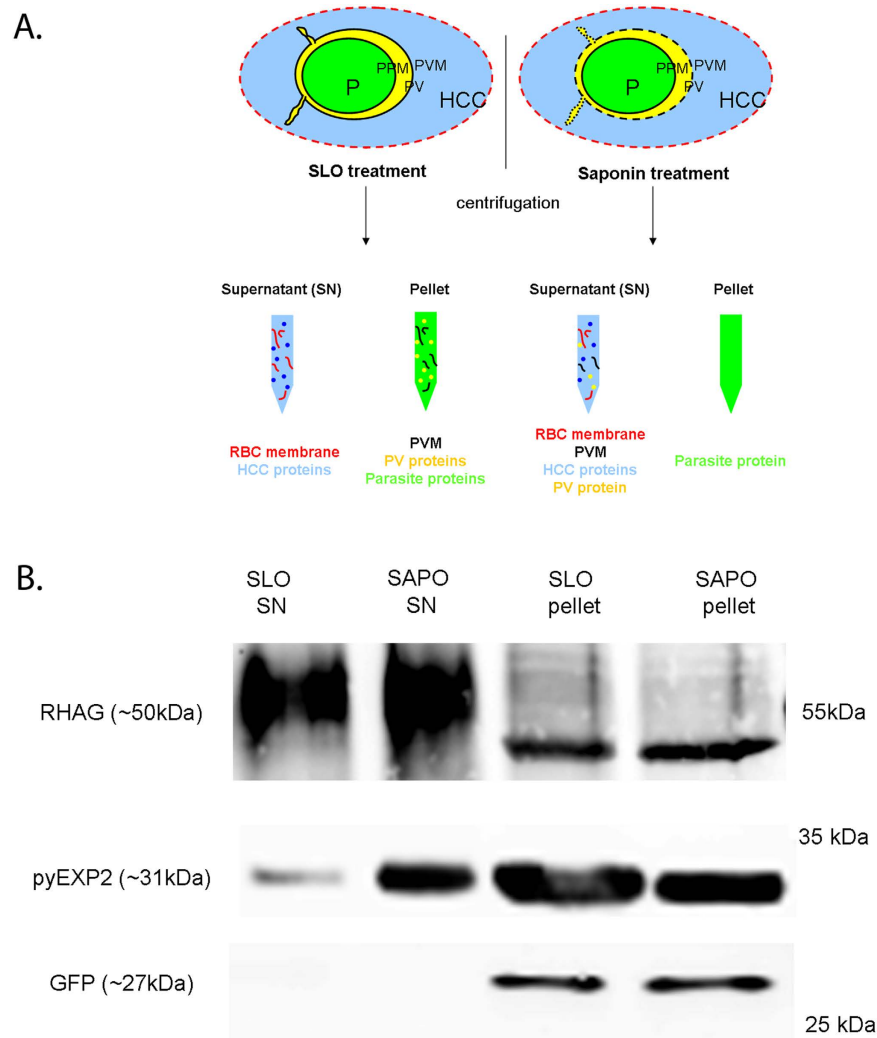 A.
P
PPM
PVM
PV
HCC
P
PPM
PVM
PV
HCC
SLO treatment
Saponin treatment
centrifugation
Supernatant (SN)
Pellet
Supernatant (SN)
Pellet
RBC membrane
HCC proteins
PVM
PV proteins
Parasite proteins
RBC membrane
PVM
HCC proteins
PV protein
Parasite protein
B.
SLO
SN
SAPO
SN
SLO
pellet
SAPO
pellet
RHAG (~50kDa)
55kDa
35 kDa
pyEXP2 (~31kDa)
GFP (~27kDa)
25 kDa